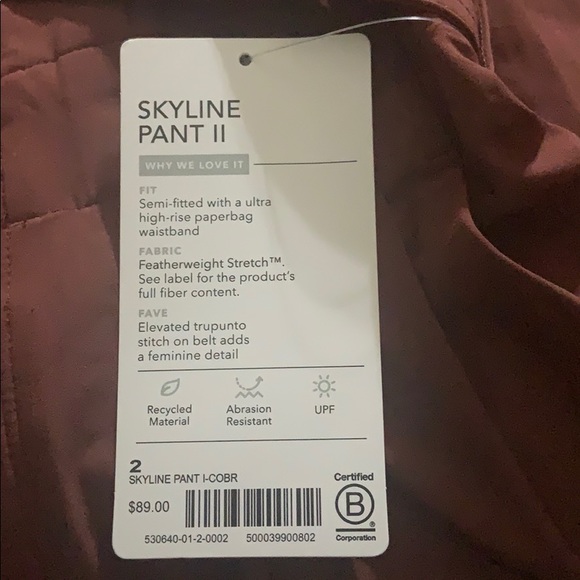 SKYLINE
PANT II
WHY WE LOVE IT
FIT
Semi-fitted with a ultra
high-rise paperbag
waistband
FABRIC
Featherweight Stretch™.
See label for the product's
full fiber content.
FAVE
Elevated trupunto
stitch on belt adds
a feminine detail
Recycled
Material
Abrasion
Resistant
UPF
2
SKYLINE PANT I-COBR
$89.00
530640-01-2-0002 500039900802
Certified
B
®
Corporation